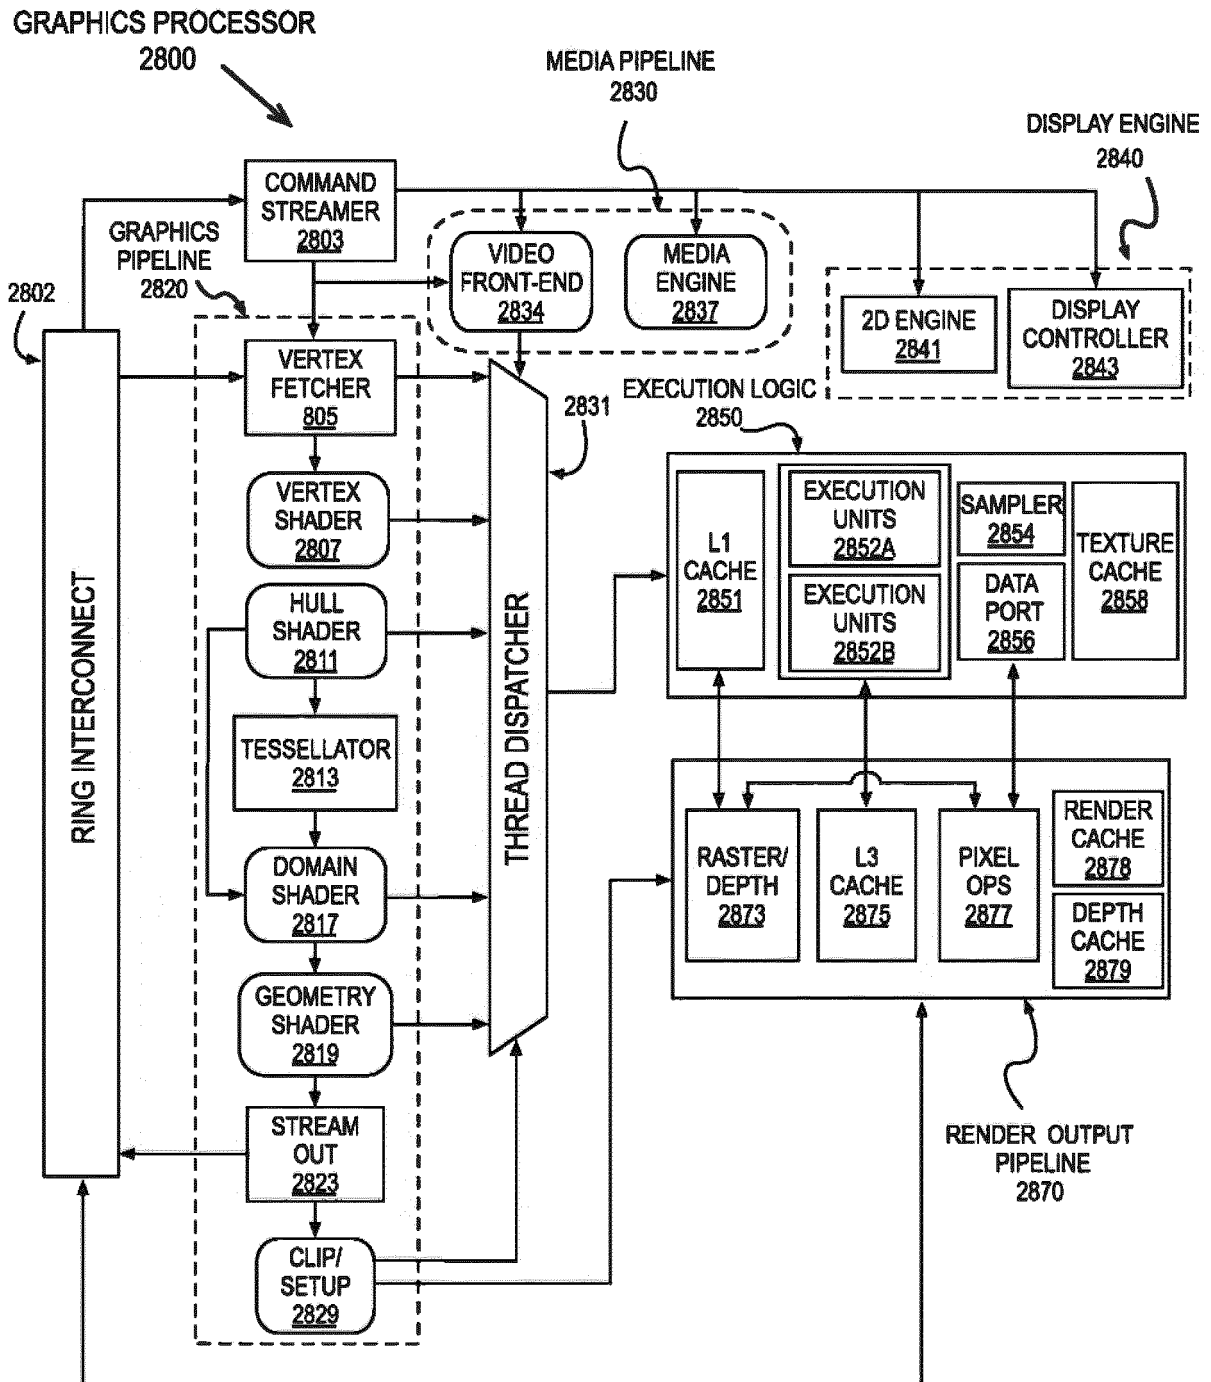 GRAPHICS PROCESSOR
2800
MEDIA PIPELINE
2830
DISPLAY ENGINE
2840
COMMAND
STREAMER
2803
GRAPHICS
PIPELINE
2820
VIDEO
FRONT-END
2834
MEDIA
ENGINE
2837
2D ENGINE
2841
DISPLAY
CONTROLLER
2843
2802
RING INTERCONNECT
VERTEX
FETCHER
805
VERTEX
SHADER
2807
HULL
SHADER
2811
TESSELLATOR
2813
DOMAIN
SHADER
2817
GEOMETRY
SHADER
2819
STREAM
OUT
2823
CLIP/
SETUP
2829
THREAD DISPATCHER
2831
EXECUTION LOGIC
2850
L1
CACHE
2851
EXECUTION
UNITS
2852A
EXECUTION
UNITS
2852B
SAMPLER
2854
DATA
PORT
2856
TEXTURE
CACHE
2858
RASTER/
DEPTH
2873
L3
CACHE
2875
PIXEL
OPS
2877
RENDER
CACHE
2878
DEPTH
CACHE
2879
RENDER OUTPUT
PIPELINE
2870